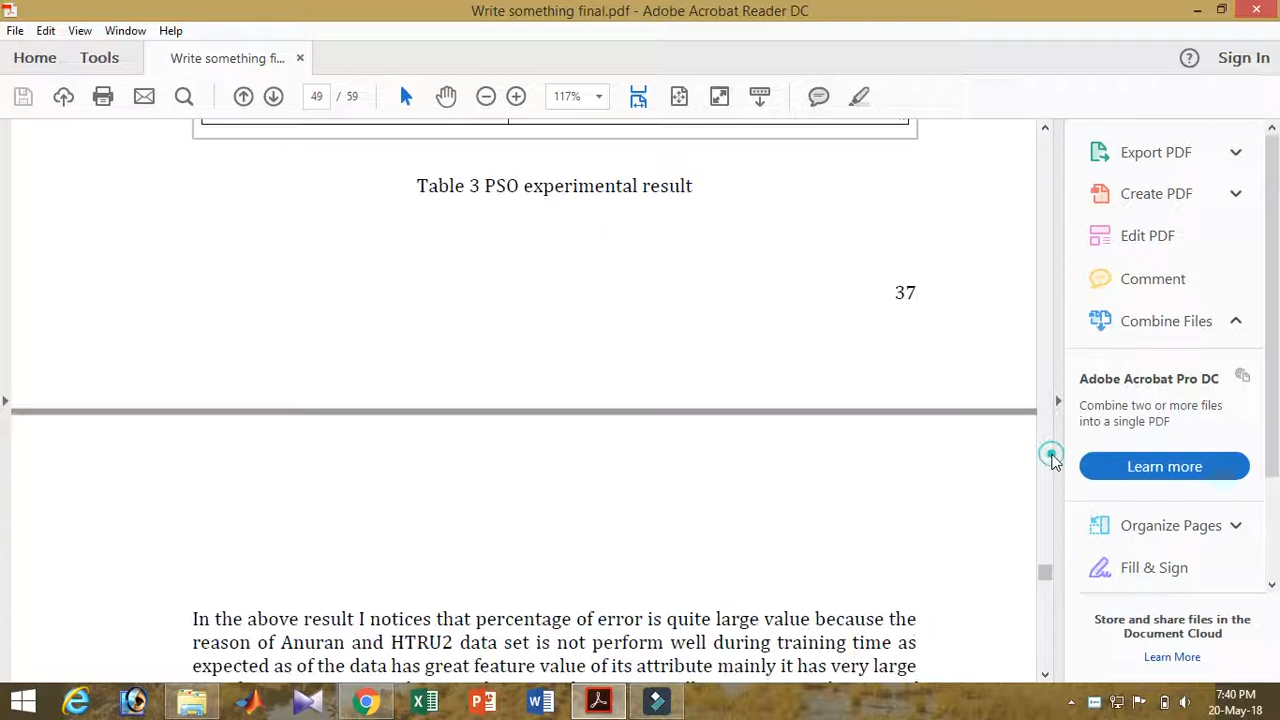 Write something final.pdf - Adobe Acrobat Reader DC
File Edit View Window Help
Home Tools Write something fi... × Sign In
49 / 59 117%
Table 3 PSO experimental result
37
In the above result I notices that percentage of error is quite large value because the
reason of Anuran and HTRU2 data set is not perform well during training time as
expected as of the data has great feature value of its attribute mainly it has very large
Export PDF
Create PDF
Edit PDF
Comment
Combine Files
Adobe Acrobat Pro DC
Combine two or more files
into a single PDF
Learn more
Organize Pages
Fill & Sign
Store and share files in the
Document Cloud
Learn More
7:40 PM
20-May-18